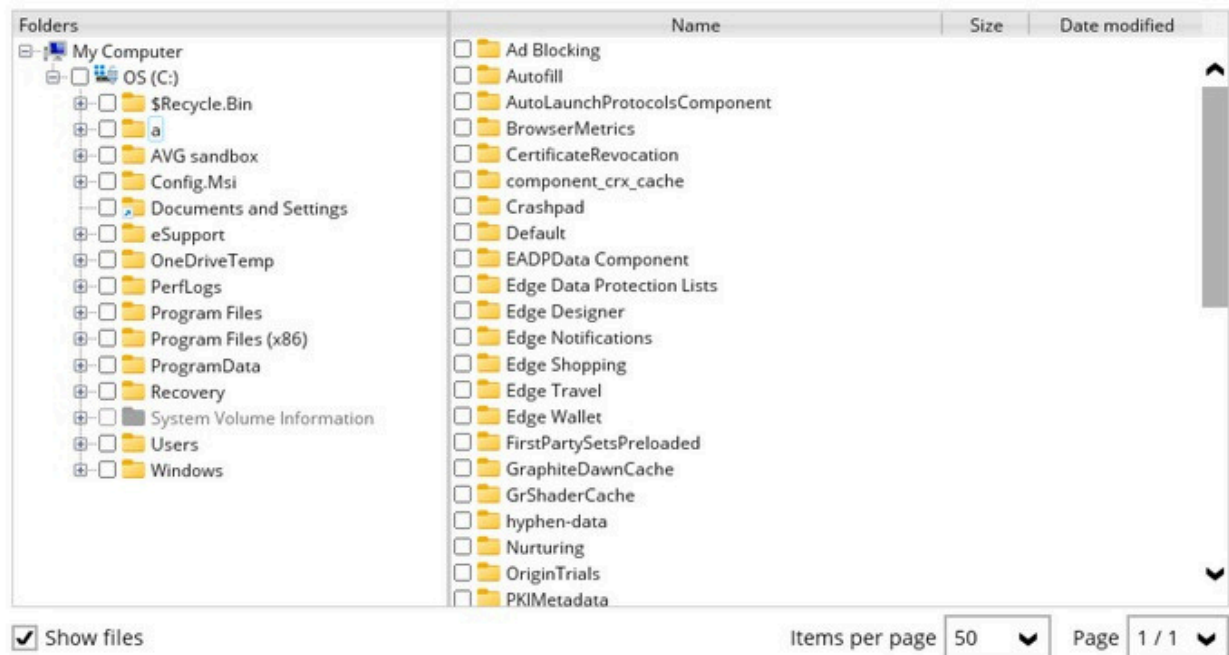 Folders
My Computer
OS (C:)
$Recycle.Bin
a
AVG sandbox
Config.Msi
Documents and Settings
eSupport
OneDriveTemp
PerfLogs
Program Files
Program Files (x86)
ProgramData
Recovery
System Volume Information
Users
Windows
Name Size Date modified
Ad Blocking
Autofill
AutoLaunchProtocolsComponent
BrowserMetrics
CertificateRevocation
component_crx_cache
Crashpad
Default
EADPData Component
Edge Data Protection Lists
Edge Designer
Edge Notifications
Edge Shopping
Edge Travel
Edge Wallet
FirstPartySetsPreloaded
GraphiteDawnCache
GrShaderCache
hyphen-data
Nurturing
OriginTrials
PKIMetadata
Show files
Items per page 50 Page 1 / 1